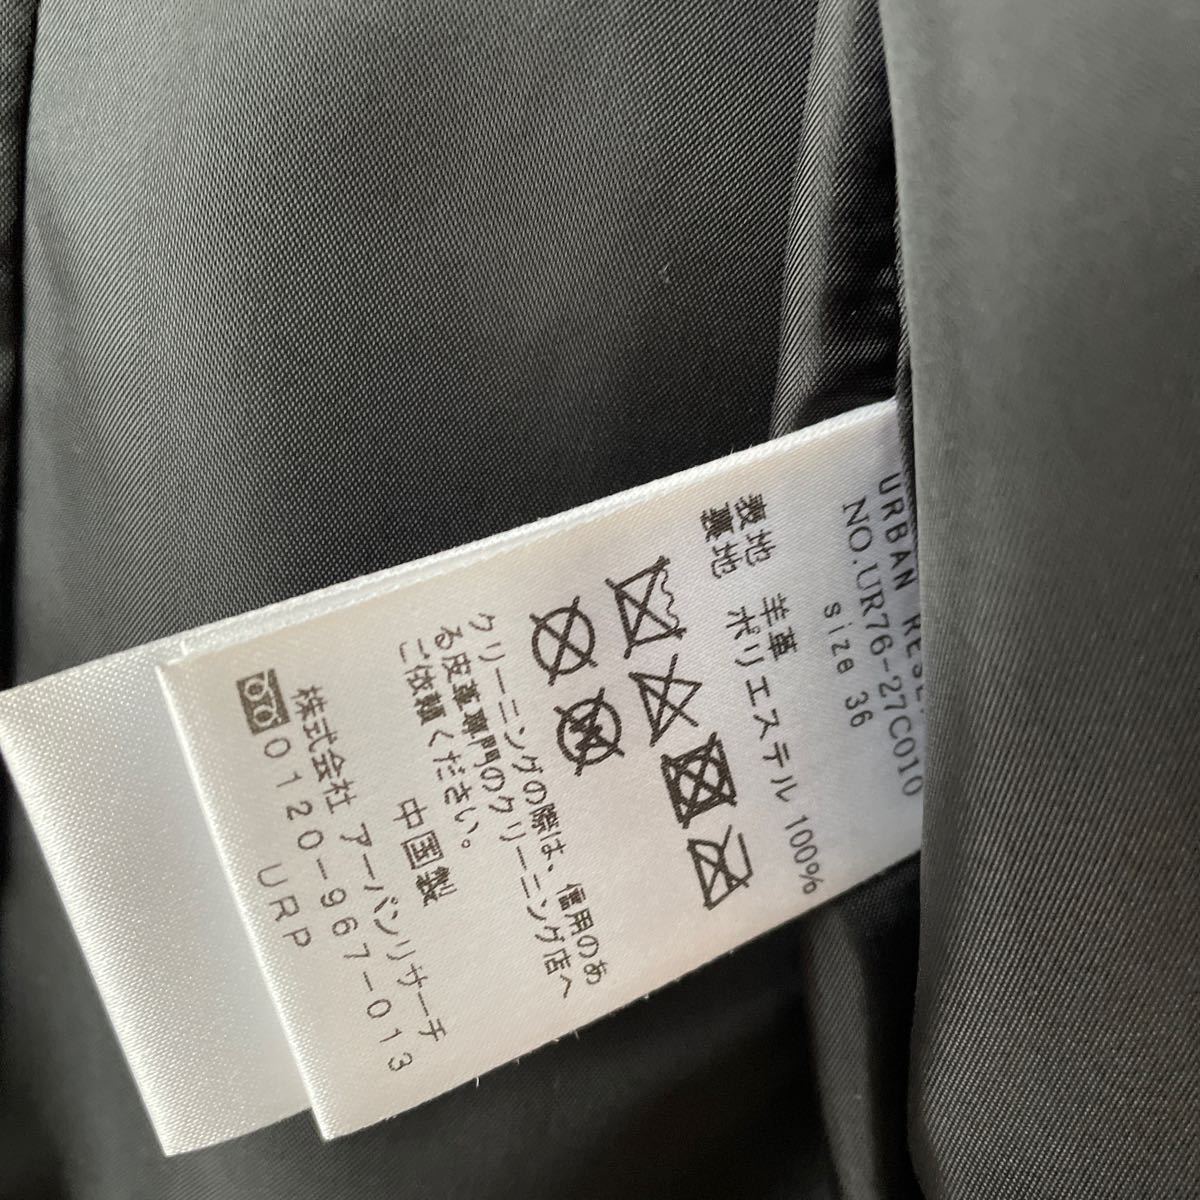 URBAN RESE
NO.UR76-27C010
size 36
表地 羊革
裏地 ポリエステル 100%
クリーニングの際は、信用のあ
る皮革専門のクリーニング店へ
ご依頼ください。
中国製
株式会社 アーバンリサーチ
0120-967-013
URP